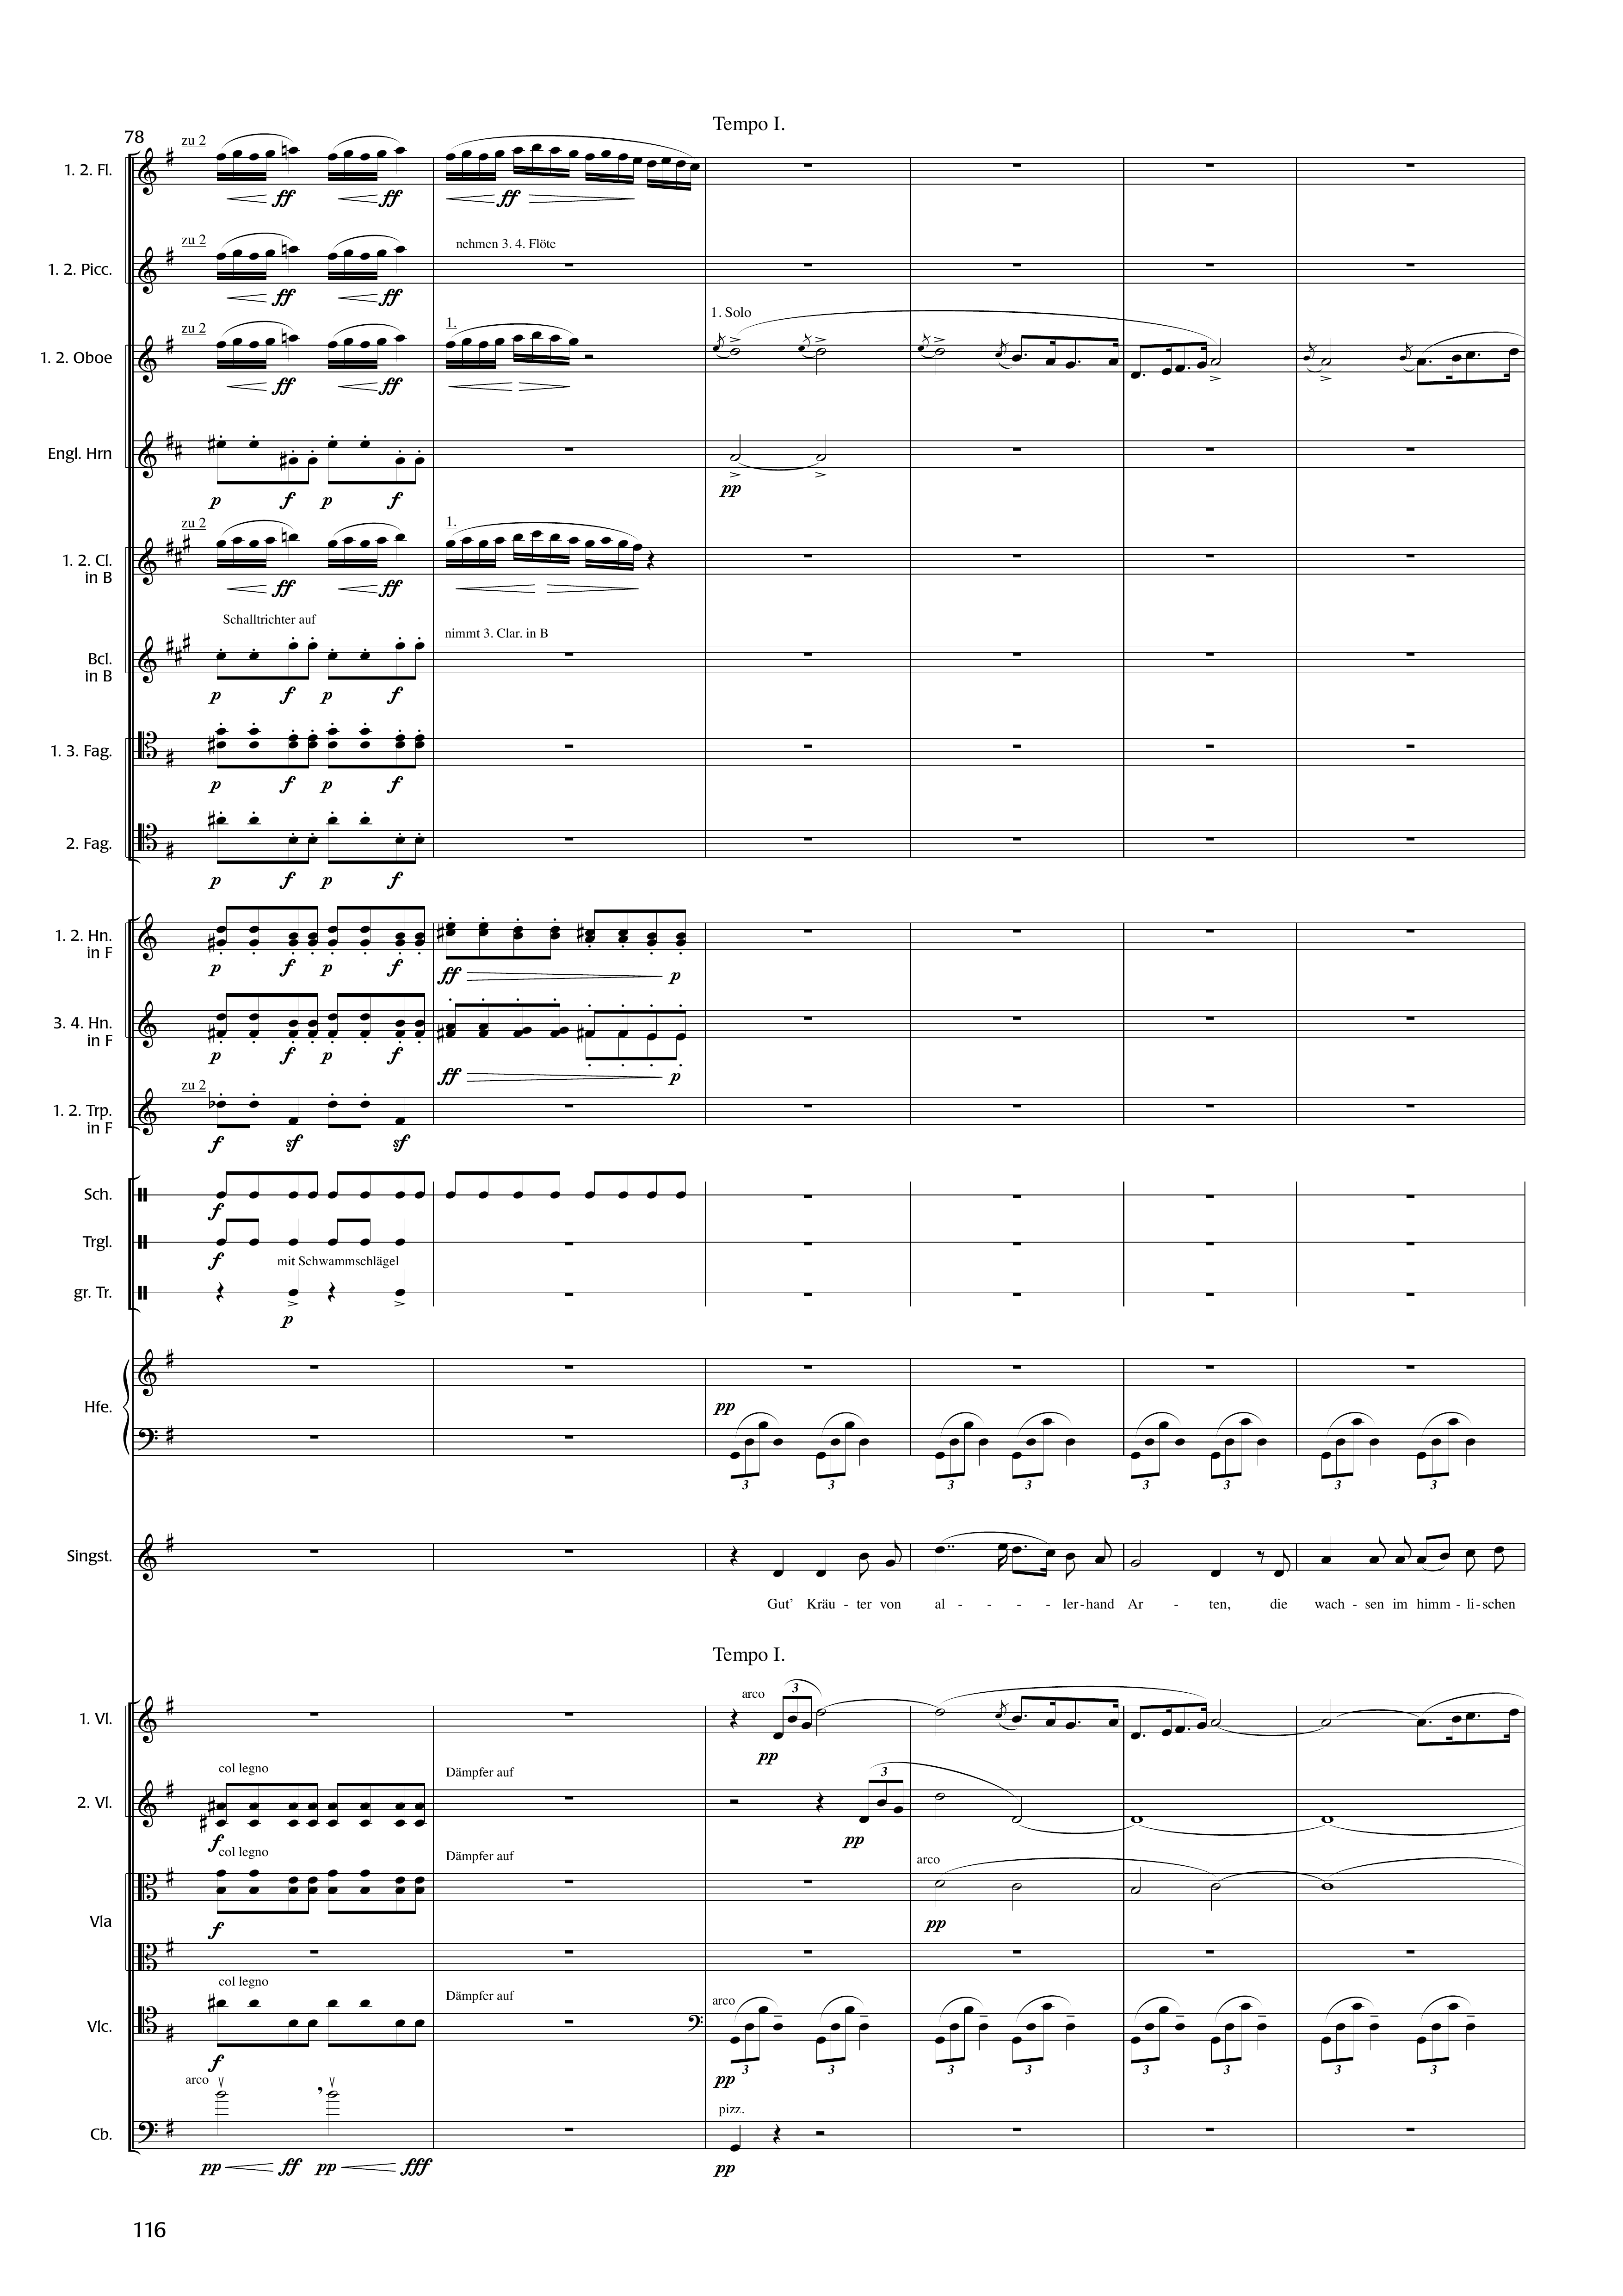 Tempo I.
78
zu 2
1. 2. Fl.
ff ff ff
zu 2
nehmen 3. 4. Flöte
1. 2. Picc.
ff ff
zu 2
1.
1. Solo
1. 2. Oboe
ff ff
Engl. Hrn
p f p f pp
zu 2
1.
1. 2. Cl.
in B
ff ff
Schalltrichter auf
nimmt 3. Clar. in B
Bcl.
in B
p f p f
1. 3. Fag.
p f p f
2. Fag.
p f p f
1. 2. Hn.
in F
p f p f ff p
3. 4. Hn.
in F
p f p f ff p
zu 2
1. 2. Trp.
in F
f sf sf
Sch.
f
Trgl.
f
mit Schwammschlägel
gr. Tr.
p
pp
Hfe.
3 3 3 3 3 3 3 3
Singst.
Gut’ Kräu - ter von al - - - - ler - hand Ar - ten, die wach - sen im himm - li - schen
Tempo I.
arco 3
1. Vl.
pp
col legno
Dämpfer auf
3
2. Vl.
f pp
col legno
Dämpfer auf
arco
Vla
f pp
col legno
Dämpfer auf
arco
Vlc.
f
3 3 3 3 3 3 3 3
pp
arco
pizz.
Cb.
pp ff pp fff pp
116